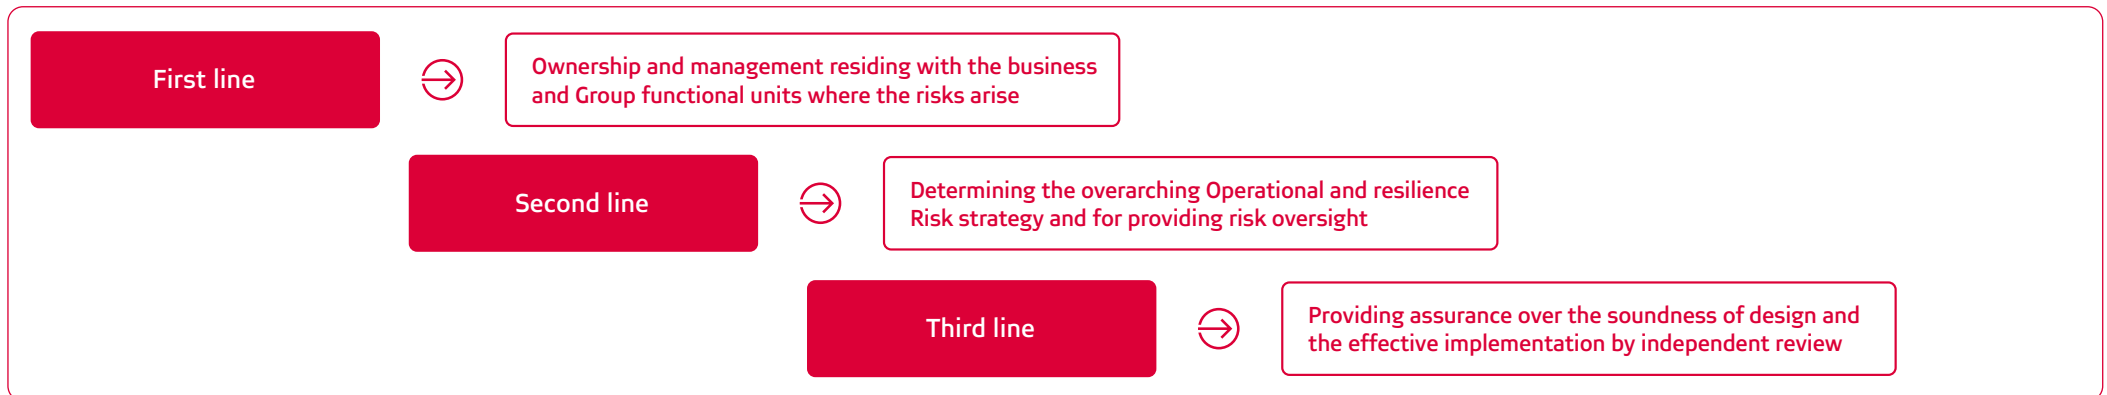 First line
Ownership and management residing with the business
and Group functional units where the risks arise
Second line
Determining the overarching Operational and resilience
Risk strategy and for providing risk oversight
Third line
Providing assurance over the soundness of design and
the effective implementation by independent review